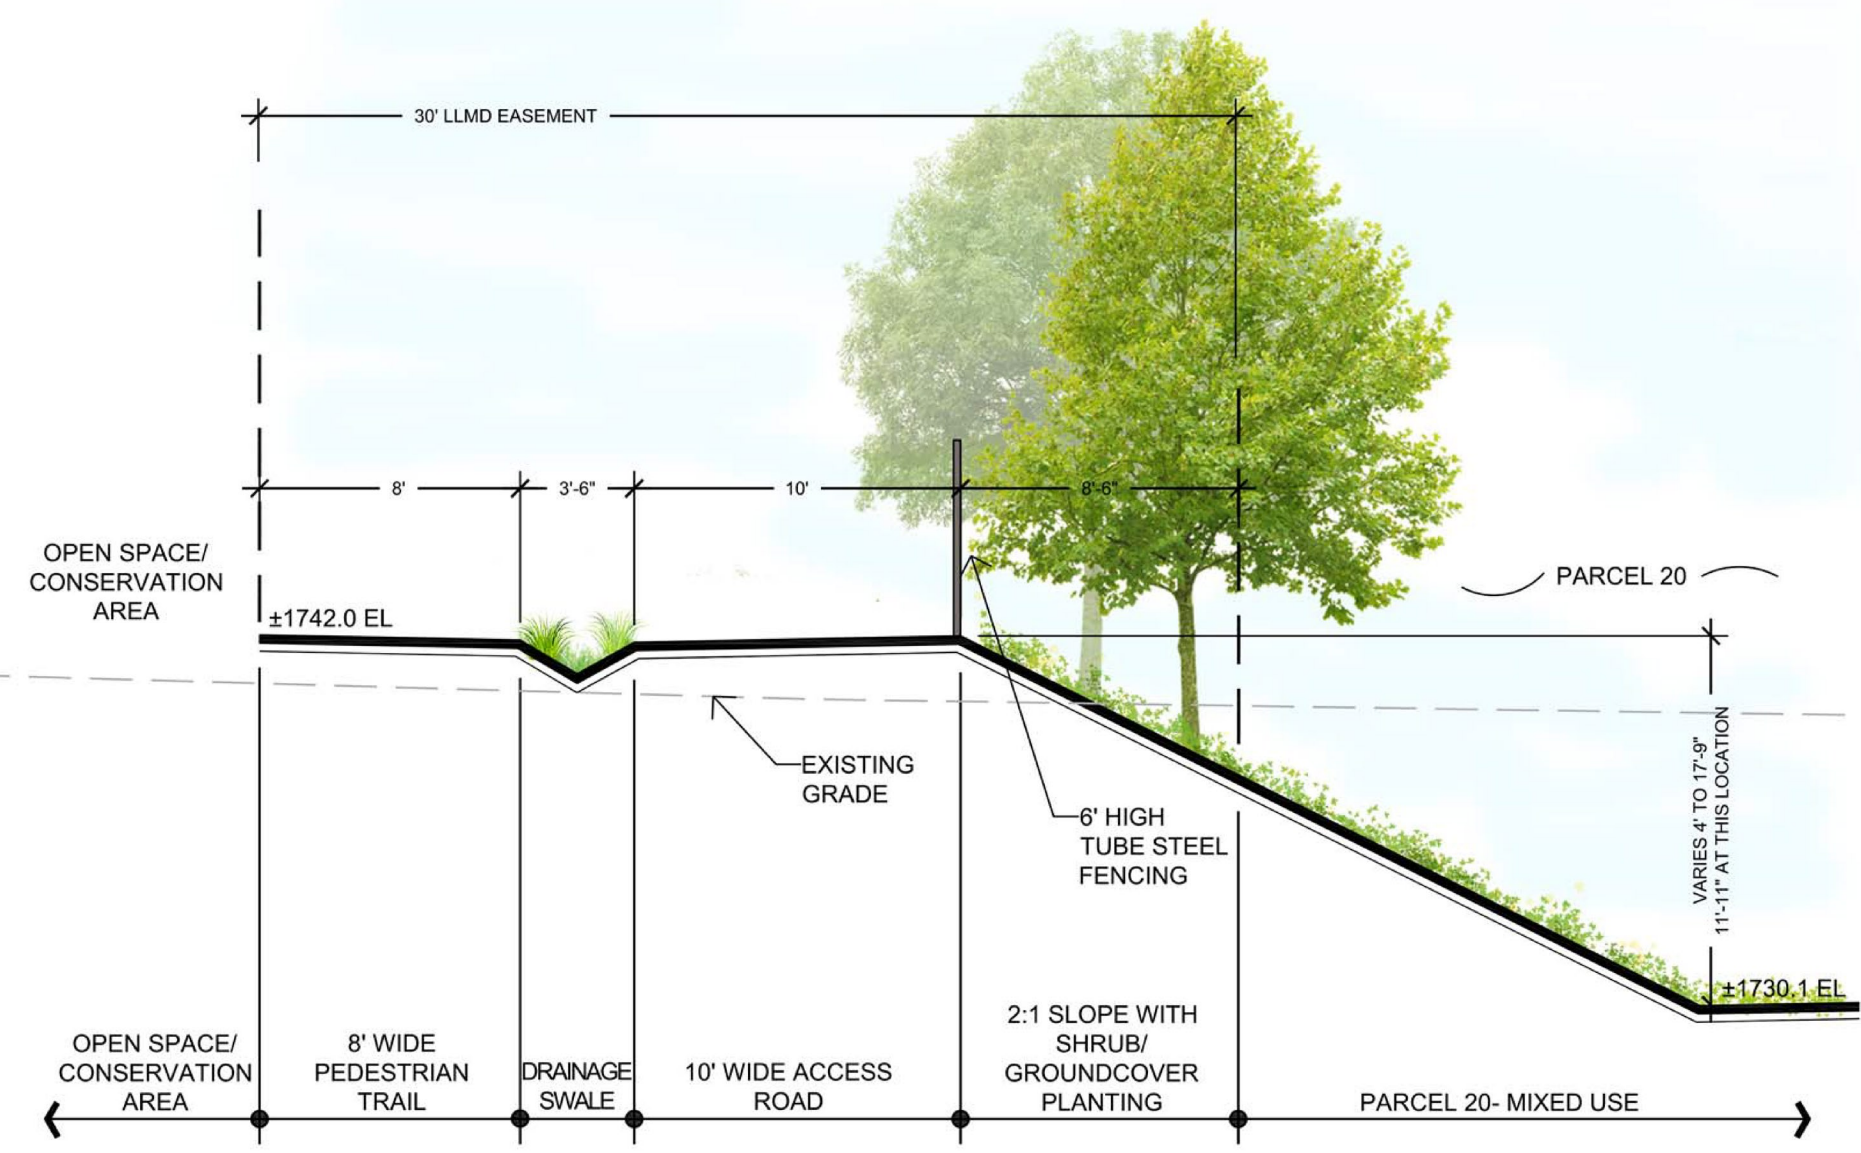 30' LLMD EASEMENT
8'
3'-6"
10'
8'-6"
OPEN SPACE/
CONSERVATION
AREA
±1742.0 EL
PARCEL 20
EXISTING
GRADE
6' HIGH
TUBE STEEL
FENCING
VARIES 4' TO 17'-9"
11'-11" AT THIS LOCATION
±1730.1 EL
OPEN SPACE/
CONSERVATION
AREA
8' WIDE
PEDESTRIAN
TRAIL
DRAINAGE
SWALE
10' WIDE ACCESS
ROAD
2:1 SLOPE WITH
SHRUB/
GROUNDCOVER
PLANTING
PARCEL 20- MIXED USE